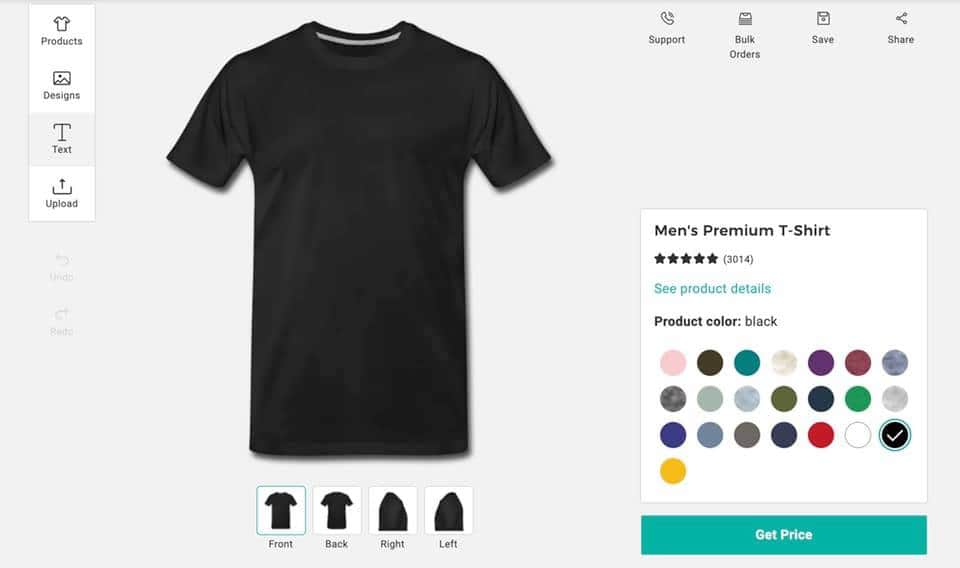 Products
Designs
Text
Upload
Undo
Redo
Support
Bulk
Orders
Save
Share
Men's Premium T-Shirt
(3014)
See product details
Product color: black
Get Price
Front
Back
Right
Left